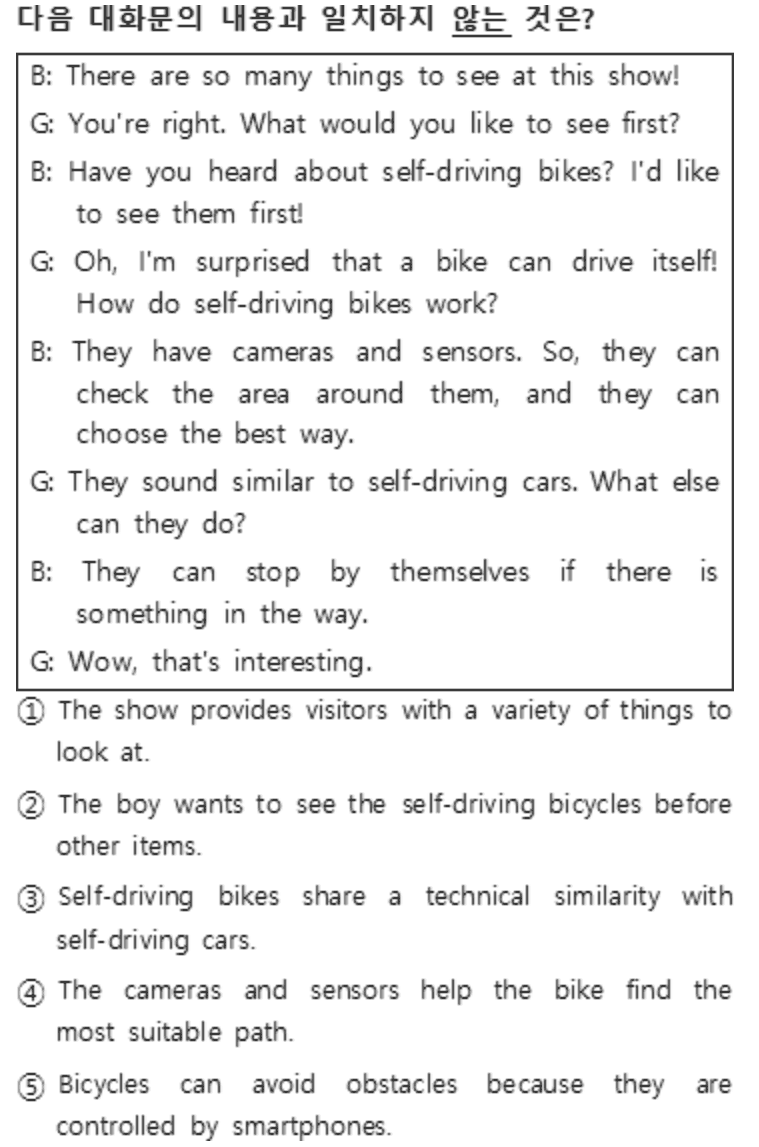 다음 대화문의 내용과 일치하지 않는 것은?
B: There are so many things to see at this show!
G: You're right. What would you like to see first?
B: Have you heard about self-driving bikes? I'd like
to see them first!
G: Oh, I'm surprised that a bike can drive itself!
How do self-driving bikes work?
B: They have cameras and sensors. So, they can
check the area around them, and they can
choose the best way.
G: They sound similar to self-driving cars. What else
can they do?
B: They can stop by themselves if there is
something in the way.
G: Wow, that's interesting.
① The show provides visitors with a variety of things to
look at.
② The boy wants to see the self-driving bicycles before
other items.
③ Self-driving bikes share a technical similarity with
self-driving cars.
④ The cameras and sensors help the bike find the
most suitable path.
⑤ Bicycles can avoid obstacles because they are
controlled by smartphones.